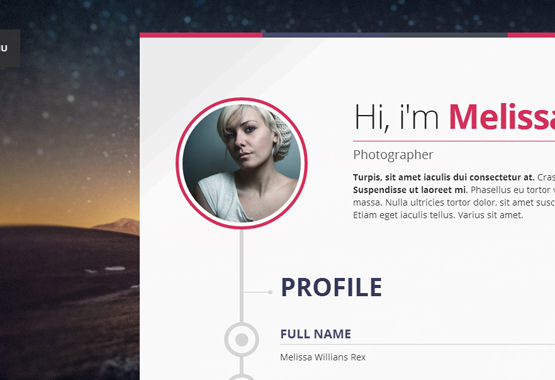 Hi, i'm Melissa
Photographer
Turpis, sit amet iaculis dui consectetur at. Cras
Suspendisse ut laoreet mi. Phasellus eu tortor
massa. Nulla ultricies tortor dolor, sit amet
Etiam eget iaculis tellus. Varius sit amet.
PROFILE
FULL NAME
Melissa Willians Rex